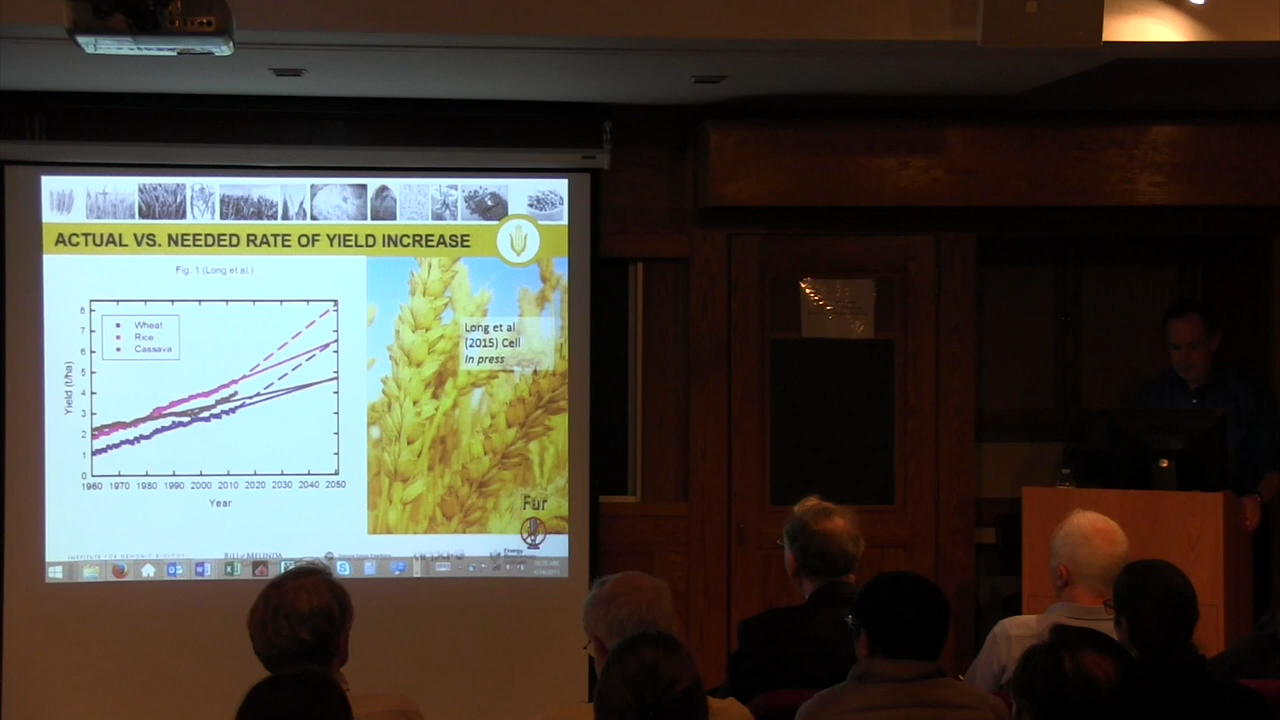 ACTUAL VS. NEEDED RATE OF YIELD INCREASE
Fig. 1 (Long et al.)
Wheat
Rice
Cassava
8
6
5
4
3
2
1
0
Yield (t/ha)
1960 1970 1980 1990 2000 2010 2020 2030 2040 2050
Year
Long et al
(2015) Cell
In press
INSTITUTE FOR GENOMIC BIOLOGY
BILL & MELINDA
Energy